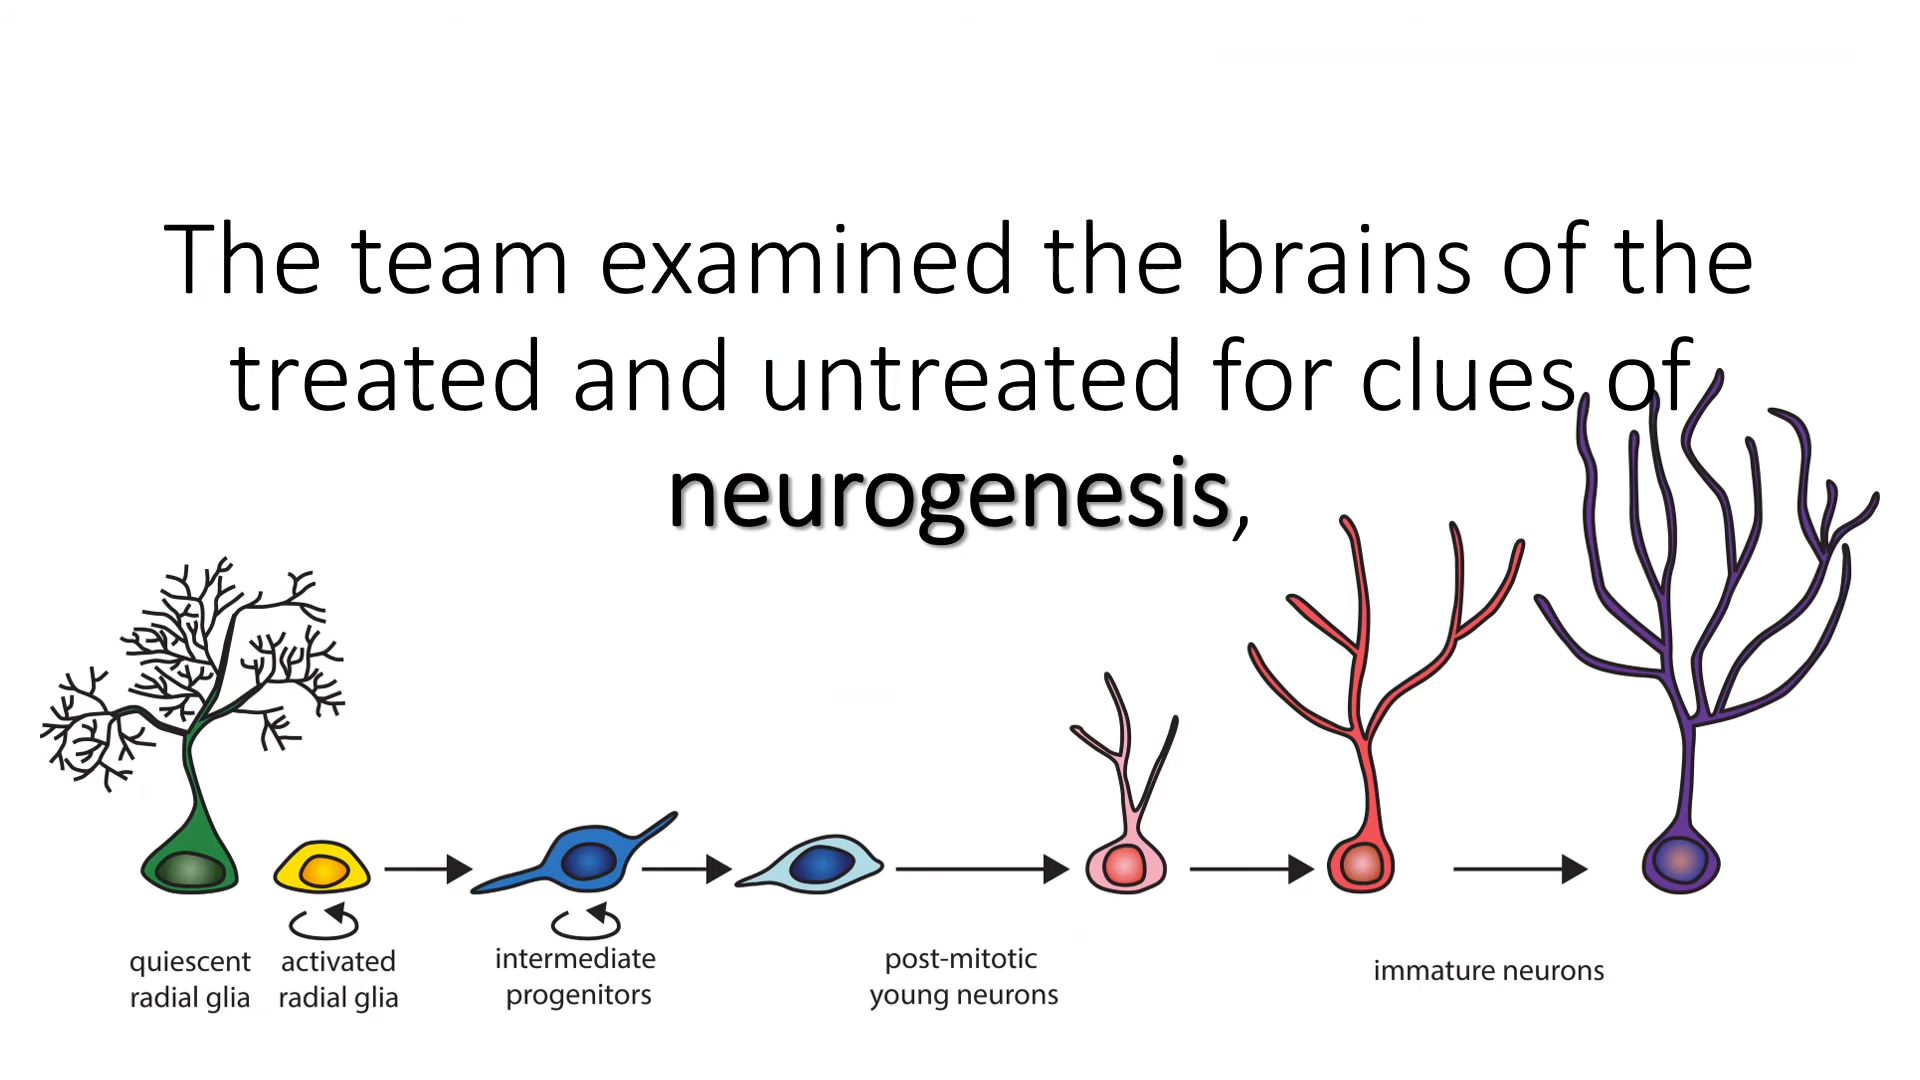 The team examined the brains of the
treated and untreated for clues of
neurogenesis,
quiescent
radial glia
activated
radial glia
intermediate
progenitors
post-mitotic
young neurons
immature neurons